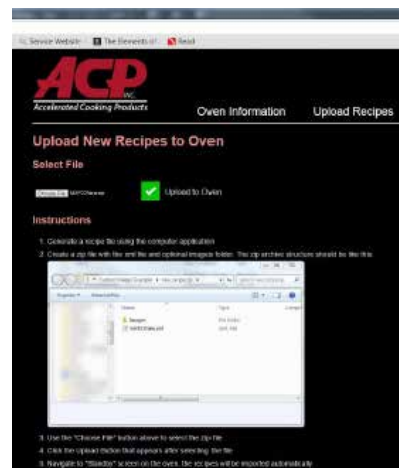 Service Website The Elements of Read
ACP
INC.
Accelerated Cooking Products
Oven Information Upload Recipes
Upload New Recipes to Oven
Select File
Choose File
Upload to Oven
Instructions
1. Generate a recipe file using the computer application
2. Create a zip file with the xml file and optional images folder. The zip archive structure should be like this
Organize
Name Type
Images File folder
XML File
3. Use the "Choose File" button above to select the zip file
4. Click the Upload button that appears after selecting the file
5. Navigate to "Standby" screen on the oven, the recipes will be imported automatically